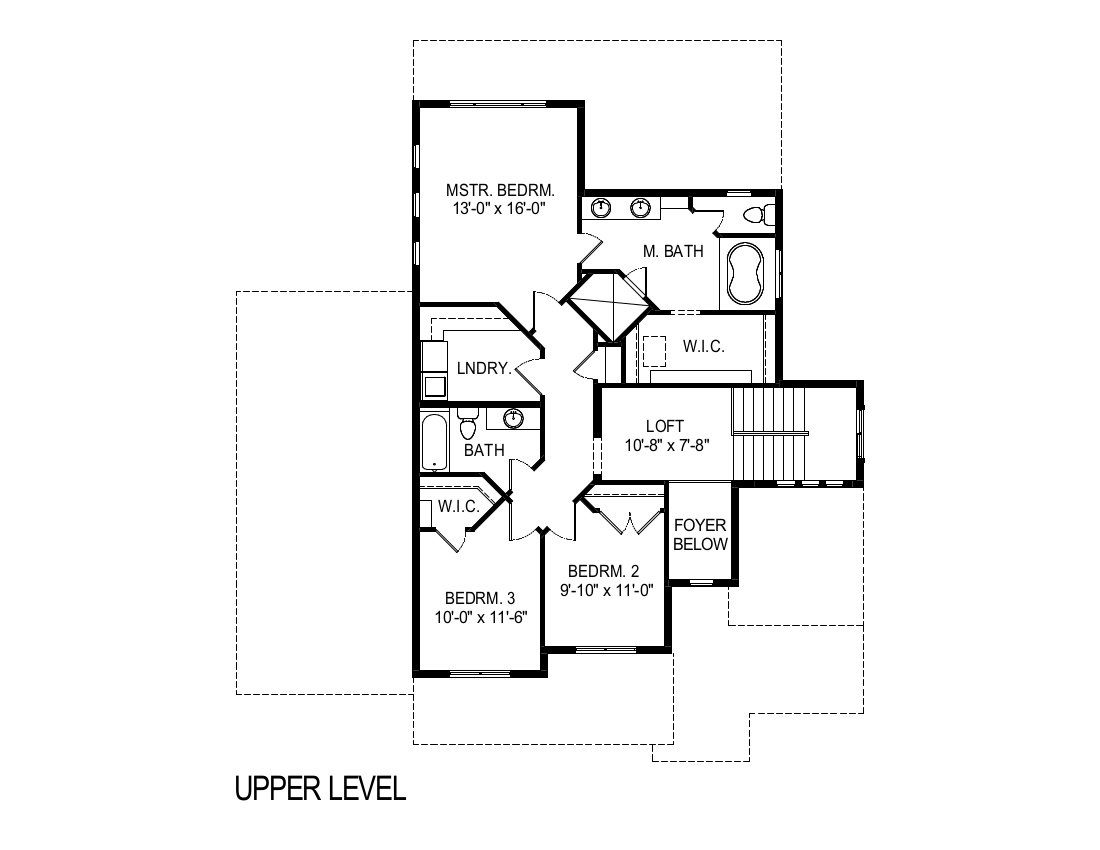 MSTR. BEDRM.
13'-0" x 16'-0"
M. BATH
W.I.C.
LNDRY.
LOFT
10'-8" x 7'-8"
BATH
W.I.C.
FOYER
BELOW
BEDRM. 2
9'-10" x 11'-0"
BEDRM. 3
10'-0" x 11'-6"
UPPER LEVEL